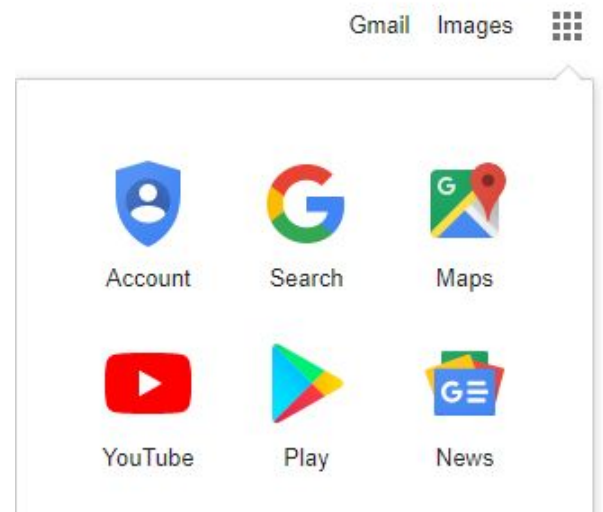 Gmail Images
Account Search Maps
G
G
YouTube Play News